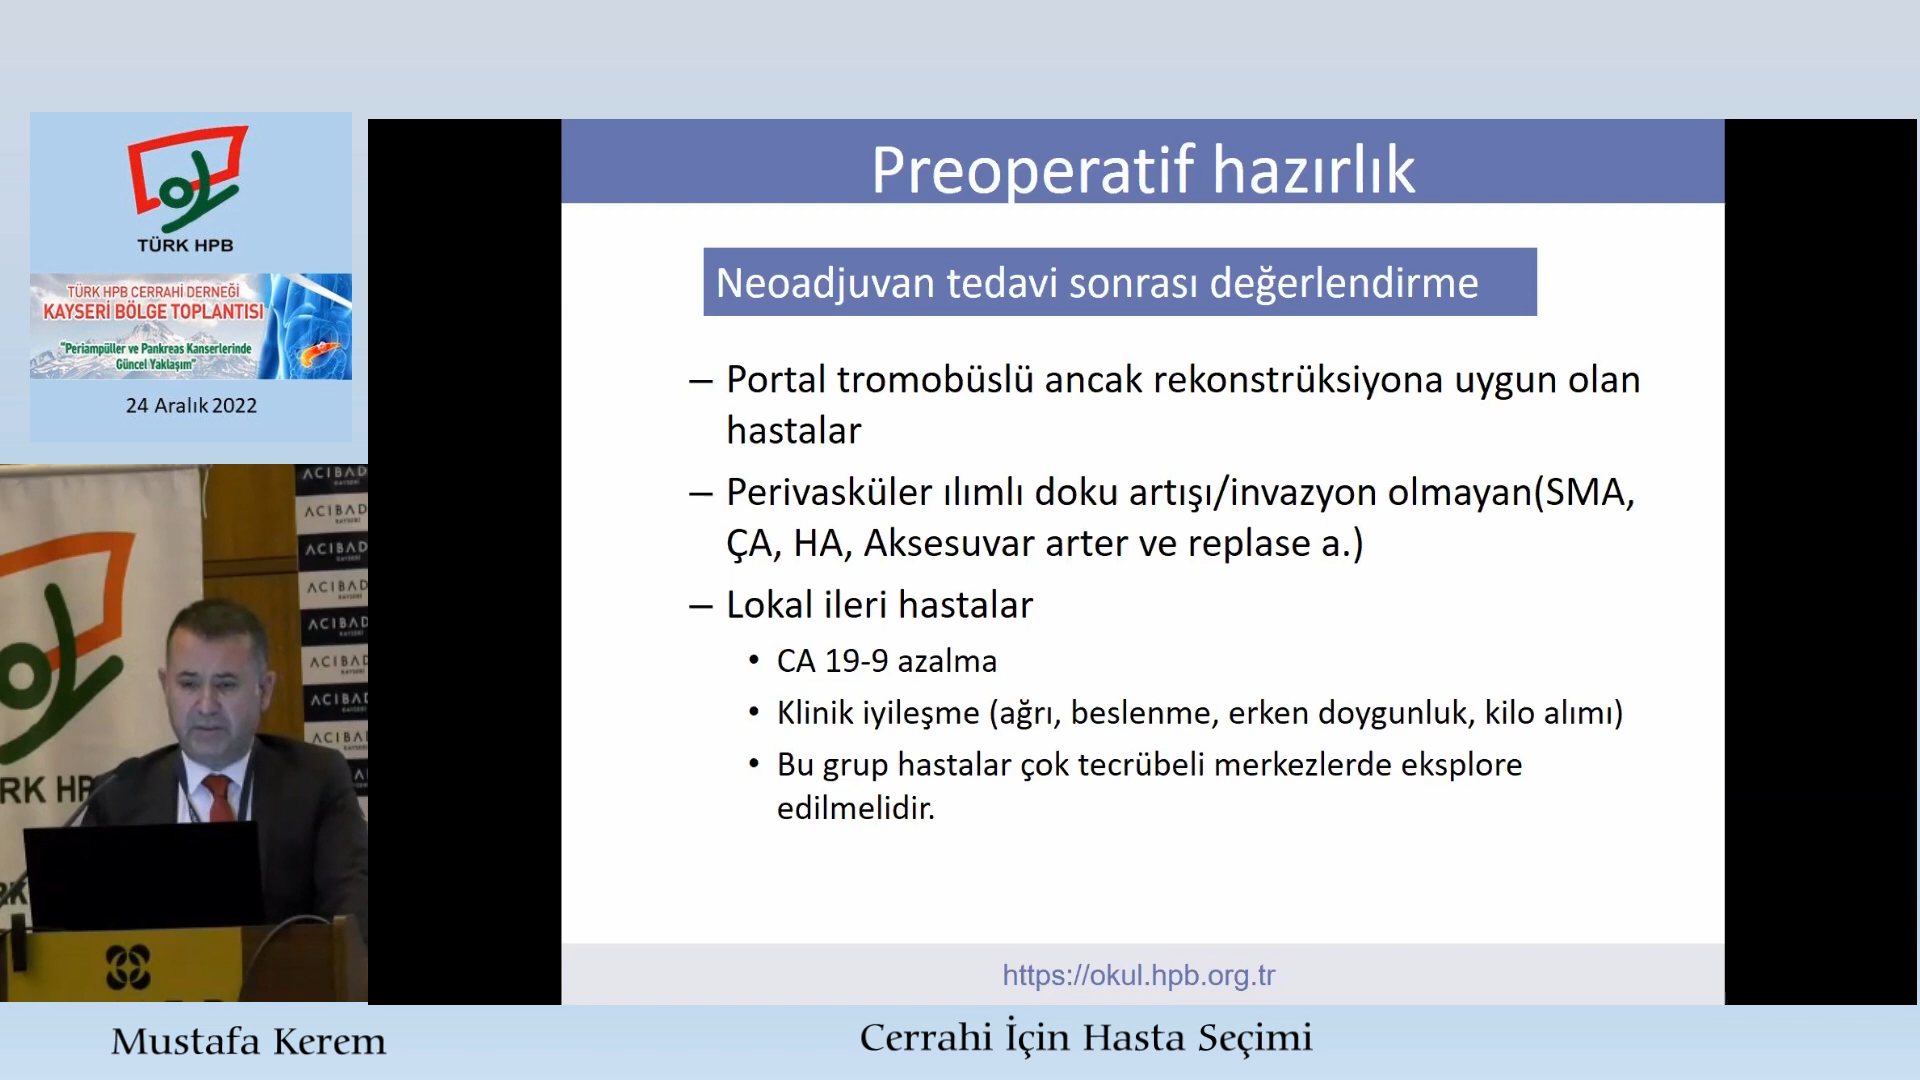 TÜRK HPB
TÜRK HPB CERRAHİ DERNEĞİ
KAYSERİ BÖLGE TOPLANTISI
"Periampüller ve Pankreas Kanserlerinde
Güncel Yaklaşım"
24 Aralık 2022
Preoperatif hazırlık
Neoadjuvan tedavi sonrası değerlendirme
– Portal tromobüslü ancak rekonstrüksiyona uygun olan
hastalar
– Perivasküler ılımlı doku artışı/invazyon olmayan(SMA,
ÇA, HA, Aksesuvar arter ve replase a.)
– Lokal ileri hastalar
• CA 19-9 azalma
• Klinik iyileşme (ağrı, beslenme, erken doygunluk, kilo alımı)
• Bu grup hastalar çok tecrübeli merkezlerde eksplore
edilmelidir.
https://okul.hpb.org.tr
ACIBAD
KAYSERİ
ACIBAD
KAYSERİ
ACIBAD
ACIBAD
ACIBAD
ACIBAD
ACIBAD
ACIBA
RK HP
Mustafa Kerem
Cerrahi İçin Hasta Seçimi